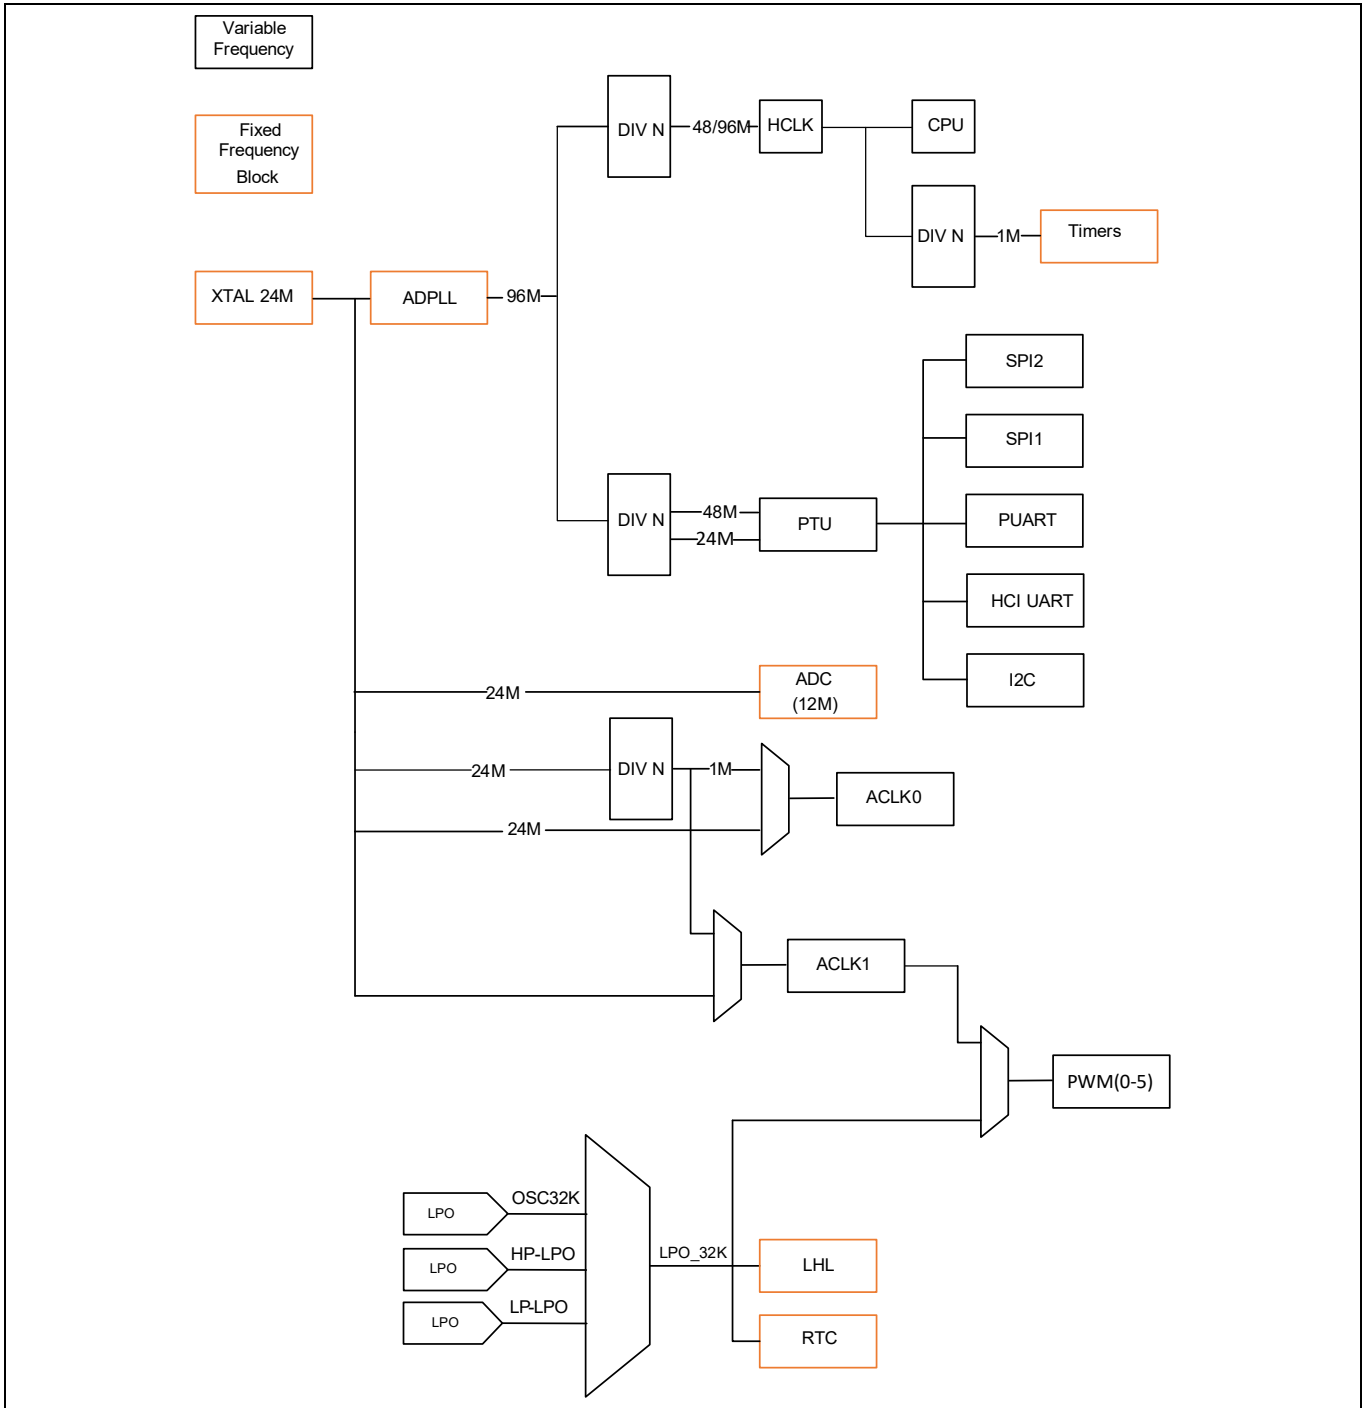 Variable
Frequency
Fixed
Frequency
Block
DIV N
48/96M
HCLK
CPU
DIV N
1M
Timers
XTAL 24M
ADPLL
96M
SPI2
SPI1
DIV N
48M
24M
PTU
PUART
HCI UART
I2C
24M
ADC
(12M)
24M
DIV N
1M
ACLK0
24M
ACLK1
PWM(0-5)
LPO
OSC32K
LPO
HP-LPO
LPO_32K
LHL
LPO
LP-LPO
RTC